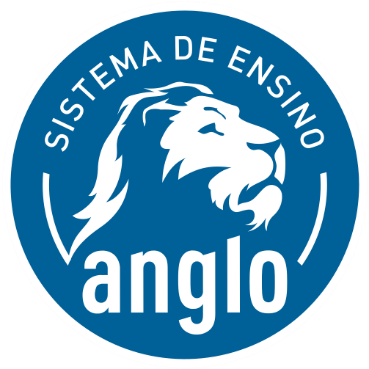 SISTEMA DE ENSINO
anglo